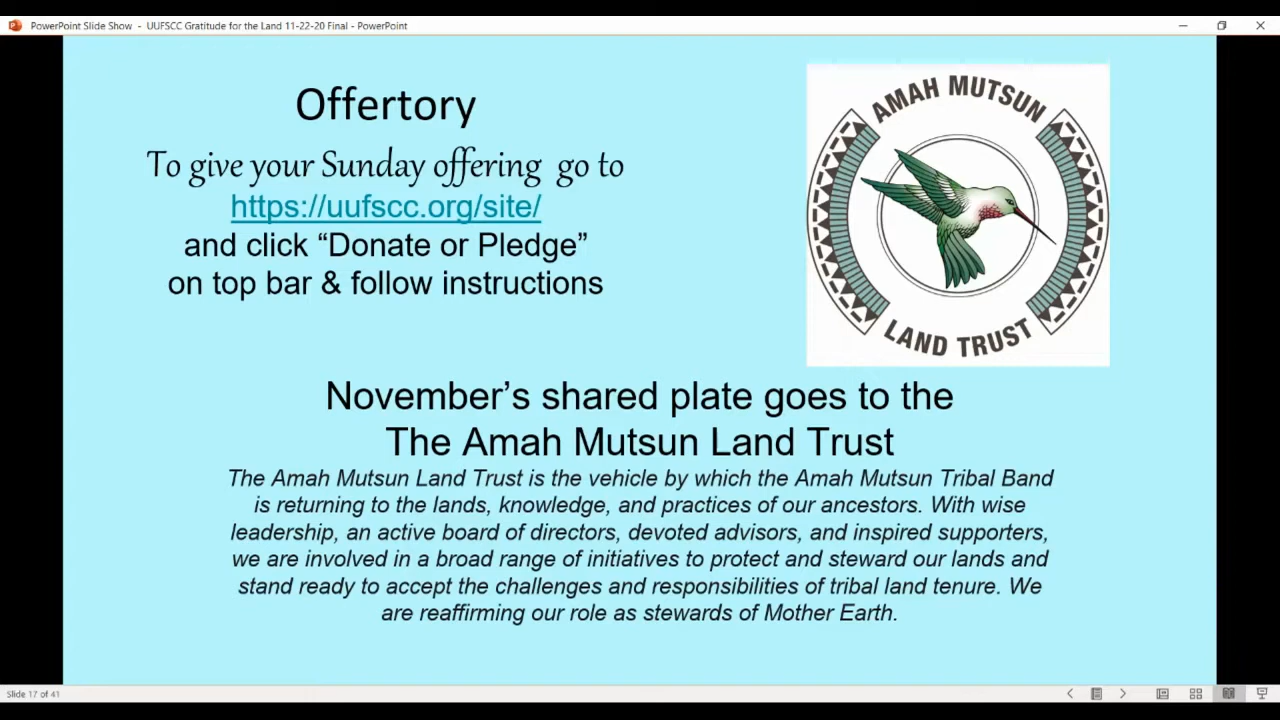 PowerPoint Slide Show - UUFSCC Gratitude for the Land 11-22-20 Final - PowerPoint
Offertory
To give your Sunday offering go to
https://uufscc.org/site/
and click “Donate or Pledge”
on top bar & follow instructions
AMAH MUTSUN
LAND TRUST
November’s shared plate goes to the
The Amah Mutsun Land Trust
The Amah Mutsun Land Trust is the vehicle by which the Amah Mutsun Tribal Band
is returning to the lands, knowledge, and practices of our ancestors. With wise
leadership, an active board of directors, devoted advisors, and inspired supporters,
we are involved in a broad range of initiatives to protect and steward our lands and
stand ready to accept the challenges and responsibilities of tribal land tenure. We
are reaffirming our role as stewards of Mother Earth.
Slide 17 of 41